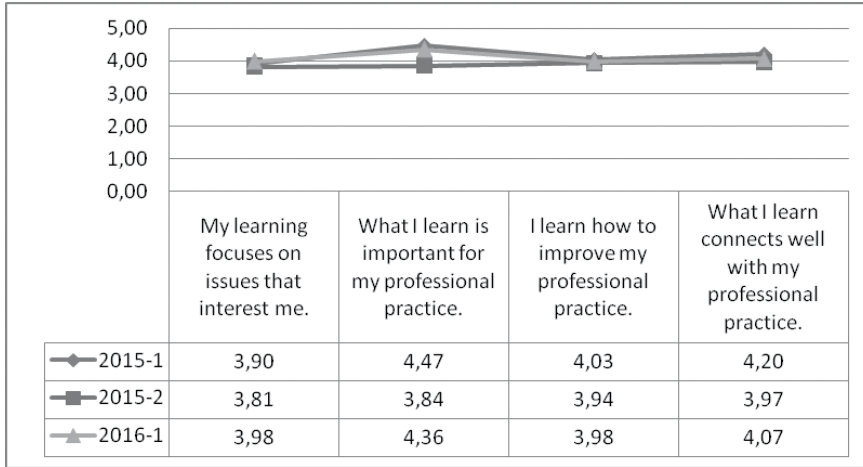 5,00
4,00
3,00
2,00
1,00
0,00
My learning
focuses on
issues that
interest me.
What I learn is
important for
my professional
practice.
I learn how to
improve my
professional
practice.
What I learn
connects well
with my
professional
practice.
2015-1 3,90 4,47 4,03 4,20
2015-2 3,81 3,84 3,94 3,97
2016-1 3,98 4,36 3,98 4,07